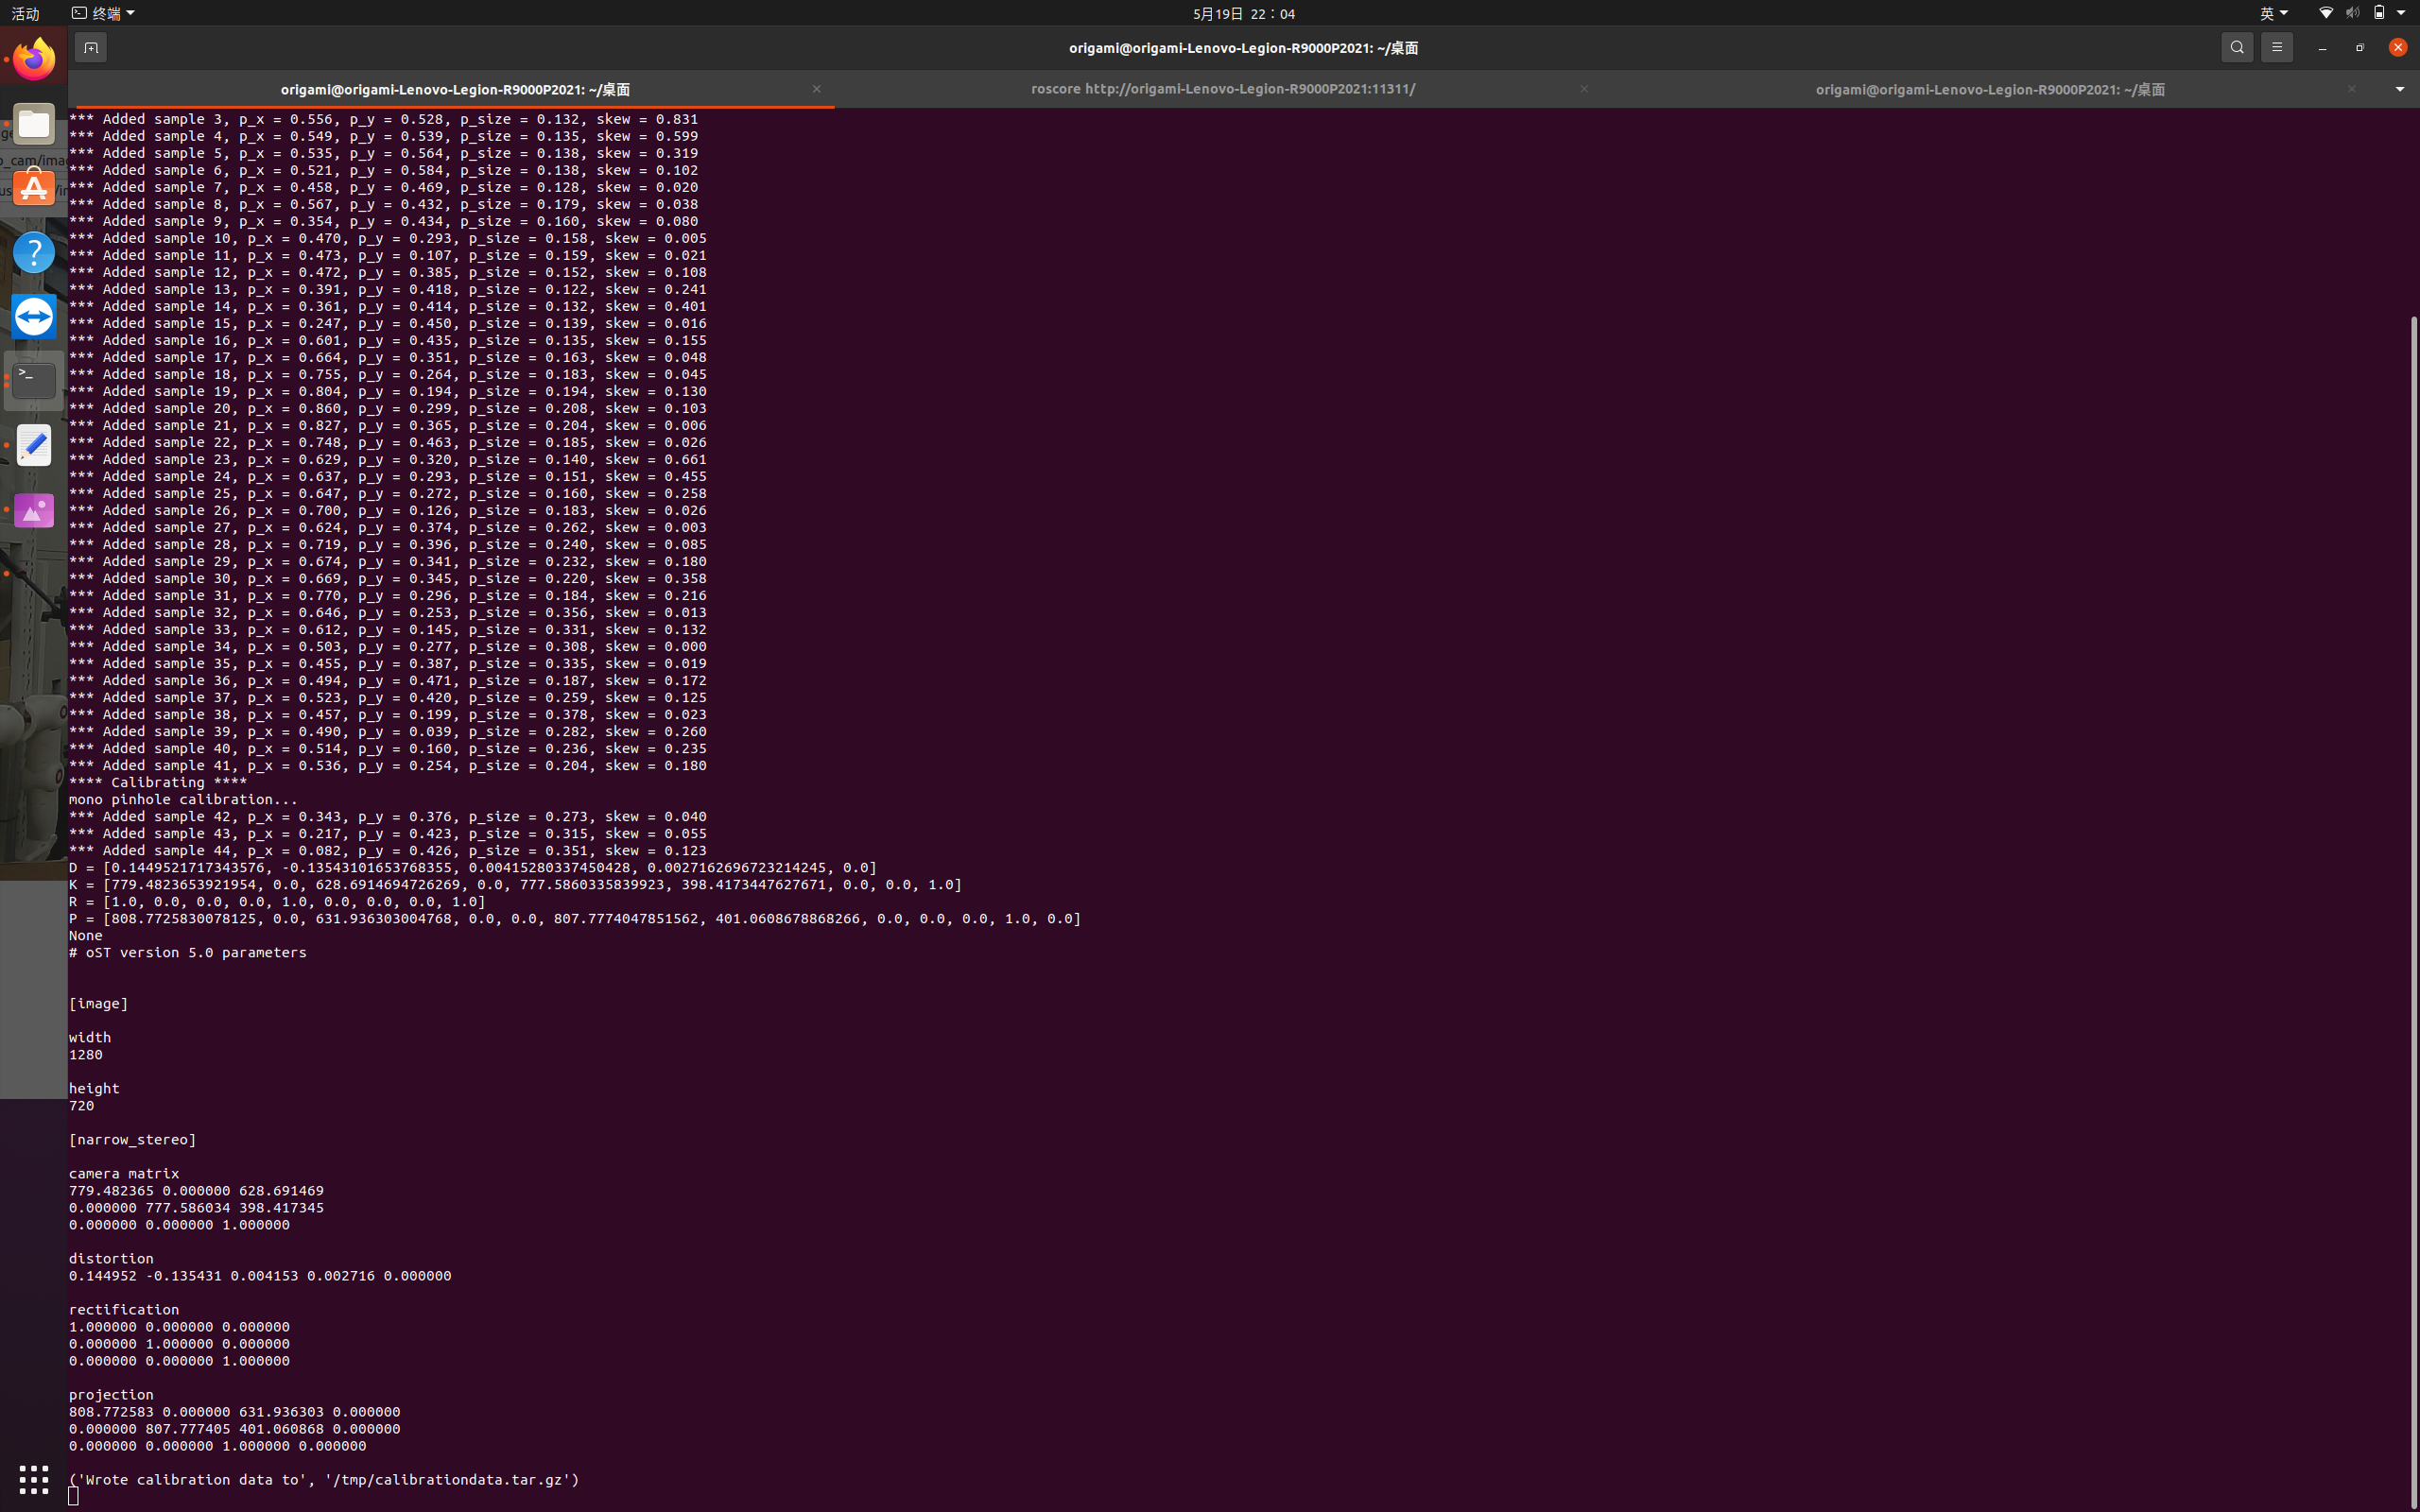 活动
终端
5月19日 22：04
英
origami@origami-Lenovo-Legion-R9000P2021: ~/桌面
origami@origami-Lenovo-Legion-R9000P2021: ~/桌面
roscore http://origami-Lenovo-Legion-R9000P2021:11311/
origami@origami-Lenovo-Legion-R9000P2021: ~/桌面
*** Added sample 3, p_x = 0.556, p_y = 0.528, p_size = 0.132, skew = 0.831
*** Added sample 4, p_x = 0.549, p_y = 0.539, p_size = 0.135, skew = 0.599
*** Added sample 5, p_x = 0.535, p_y = 0.564, p_size = 0.138, skew = 0.319
*** Added sample 6, p_x = 0.521, p_y = 0.584, p_size = 0.138, skew = 0.102
*** Added sample 7, p_x = 0.458, p_y = 0.469, p_size = 0.128, skew = 0.020
*** Added sample 8, p_x = 0.567, p_y = 0.432, p_size = 0.179, skew = 0.038
*** Added sample 9, p_x = 0.354, p_y = 0.434, p_size = 0.160, skew = 0.080
*** Added sample 10, p_x = 0.470, p_y = 0.293, p_size = 0.158, skew = 0.005
*** Added sample 11, p_x = 0.473, p_y = 0.107, p_size = 0.159, skew = 0.021
*** Added sample 12, p_x = 0.472, p_y = 0.385, p_size = 0.152, skew = 0.108
*** Added sample 13, p_x = 0.391, p_y = 0.418, p_size = 0.122, skew = 0.241
*** Added sample 14, p_x = 0.361, p_y = 0.414, p_size = 0.132, skew = 0.401
*** Added sample 15, p_x = 0.247, p_y = 0.450, p_size = 0.139, skew = 0.016
*** Added sample 16, p_x = 0.601, p_y = 0.435, p_size = 0.135, skew = 0.155
*** Added sample 17, p_x = 0.664, p_y = 0.351, p_size = 0.163, skew = 0.048
*** Added sample 18, p_x = 0.755, p_y = 0.264, p_size = 0.183, skew = 0.045
*** Added sample 19, p_x = 0.804, p_y = 0.194, p_size = 0.194, skew = 0.130
*** Added sample 20, p_x = 0.860, p_y = 0.299, p_size = 0.208, skew = 0.103
*** Added sample 21, p_x = 0.827, p_y = 0.365, p_size = 0.204, skew = 0.006
*** Added sample 22, p_x = 0.748, p_y = 0.463, p_size = 0.185, skew = 0.026
*** Added sample 23, p_x = 0.629, p_y = 0.320, p_size = 0.140, skew = 0.661
*** Added sample 24, p_x = 0.637, p_y = 0.293, p_size = 0.151, skew = 0.455
*** Added sample 25, p_x = 0.647, p_y = 0.272, p_size = 0.160, skew = 0.258
*** Added sample 26, p_x = 0.700, p_y = 0.126, p_size = 0.183, skew = 0.026
*** Added sample 27, p_x = 0.624, p_y = 0.374, p_size = 0.262, skew = 0.003
*** Added sample 28, p_x = 0.719, p_y = 0.396, p_size = 0.240, skew = 0.085
*** Added sample 29, p_x = 0.674, p_y = 0.341, p_size = 0.232, skew = 0.180
*** Added sample 30, p_x = 0.669, p_y = 0.345, p_size = 0.220, skew = 0.358
*** Added sample 31, p_x = 0.770, p_y = 0.296, p_size = 0.184, skew = 0.216
*** Added sample 32, p_x = 0.646, p_y = 0.253, p_size = 0.356, skew = 0.013
*** Added sample 33, p_x = 0.612, p_y = 0.145, p_size = 0.331, skew = 0.132
*** Added sample 34, p_x = 0.503, p_y = 0.277, p_size = 0.308, skew = 0.000
*** Added sample 35, p_x = 0.455, p_y = 0.387, p_size = 0.335, skew = 0.019
*** Added sample 36, p_x = 0.494, p_y = 0.471, p_size = 0.187, skew = 0.172
*** Added sample 37, p_x = 0.523, p_y = 0.420, p_size = 0.259, skew = 0.125
*** Added sample 38, p_x = 0.457, p_y = 0.199, p_size = 0.378, skew = 0.023
*** Added sample 39, p_x = 0.490, p_y = 0.039, p_size = 0.282, skew = 0.260
*** Added sample 40, p_x = 0.514, p_y = 0.160, p_size = 0.236, skew = 0.235
*** Added sample 41, p_x = 0.536, p_y = 0.254, p_size = 0.204, skew = 0.180
**** Calibrating ****
mono pinhole calibration...
*** Added sample 42, p_x = 0.343, p_y = 0.376, p_size = 0.273, skew = 0.040
*** Added sample 43, p_x = 0.217, p_y = 0.423, p_size = 0.315, skew = 0.055
*** Added sample 44, p_x = 0.082, p_y = 0.426, p_size = 0.351, skew = 0.123
D = [0.1449521717343576, -0.13543101653768355, 0.00415280337450428, 0.0027162696723214245, 0.0]
K = [779.4823653921954, 0.0, 628.6914694726269, 0.0, 777.5860335839923, 398.4173447627671, 0.0, 0.0, 1.0]
R = [1.0, 0.0, 0.0, 0.0, 1.0, 0.0, 0.0, 0.0, 1.0]
P = [808.7725830078125, 0.0, 631.936303004768, 0.0, 0.0, 807.7774047851562, 401.0608678868266, 0.0, 0.0, 0.0, 1.0, 0.0]
None
# oST version 5.0 parameters
[image]
width
1280
height
720
[narrow_stereo]
camera matrix
779.482365 0.000000 628.691469
0.000000 777.586034 398.417345
0.000000 0.000000 1.000000
distortion
0.144952 -0.135431 0.004153 0.002716 0.000000
rectification
1.000000 0.000000 0.000000
0.000000 1.000000 0.000000
0.000000 0.000000 1.000000
projection
808.772583 0.000000 631.936303 0.000000
0.000000 807.777405 401.060868 0.000000
0.000000 0.000000 1.000000 0.000000
('Wrote calibration data to', '/tmp/calibrationdata.tar.gz')